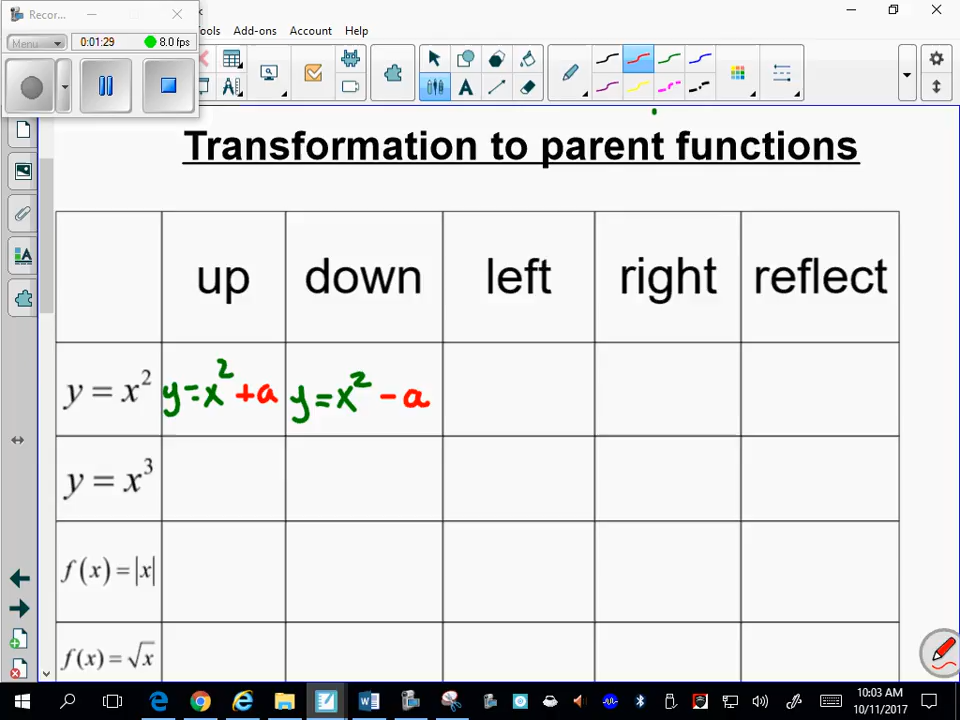 Recor...
Menu
0:01:29
8.0 fps
Tools Add-ons Account Help
Transformation to parent functions
up down left right reflect
y = x² y=x²+a y=x²-a
y = x³
f(x) = |x|
f(x) = √x
10:03 AM
10/11/2017